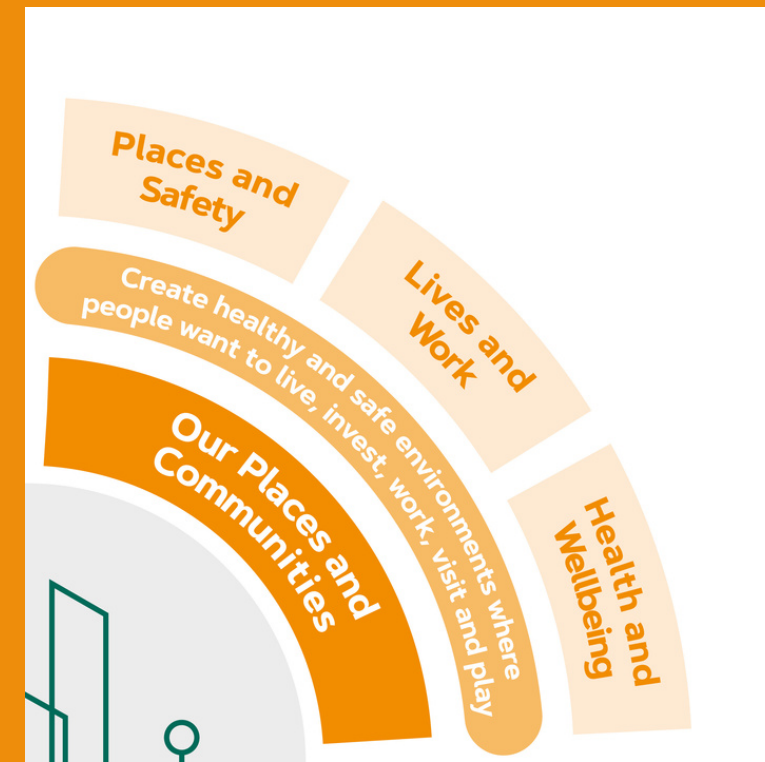 Places and
Safety
Lives and
Work
Health and
Wellbeing
Create healthy and safe environments where
people want to live, invest, work, visit and play
Our Places and
Communities